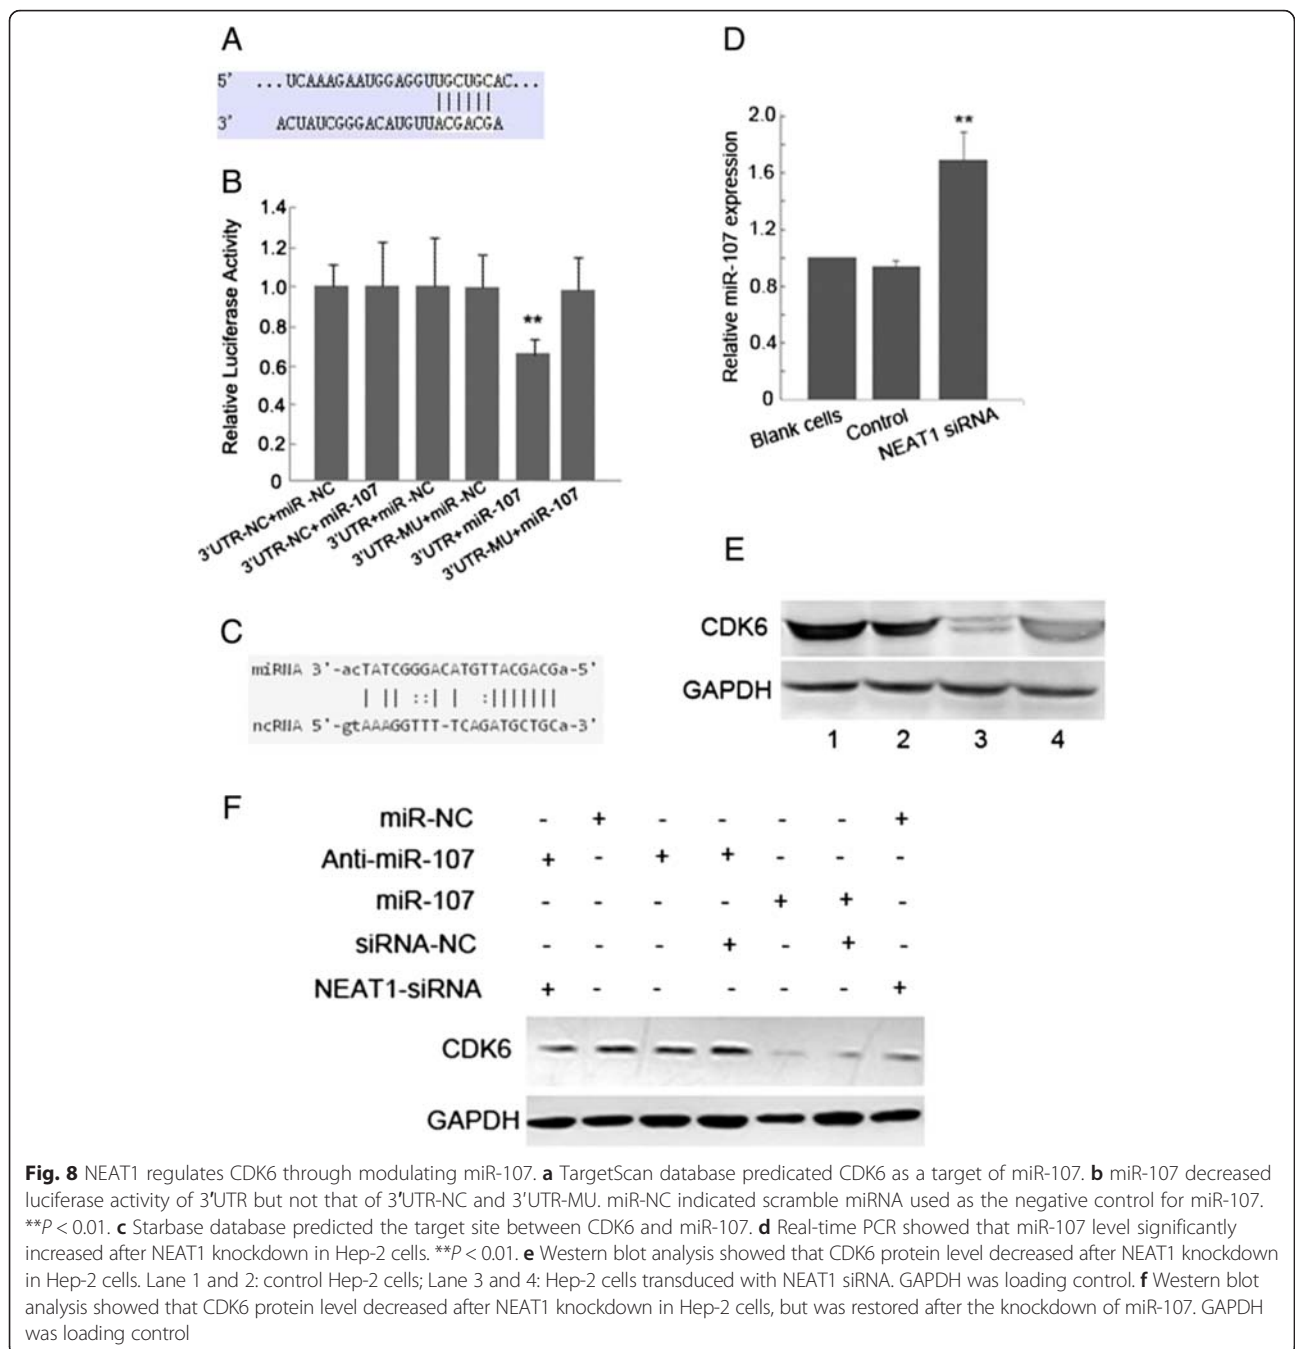 A
5' ...UCAAAGAAUGGAGGUUGCUGCAC...
3' ACUAUCGGGACAUGUUACGACGA
B
Relative Luciferase Activity
1.4
1.2
1.0
0.8
0.6
0.4
0.2
0
**
3'UTR-NC+miR-NC
3'UTR-NC+miR-107
3'UTR+miR-NC
3'UTR-MU+miR-NC
3'UTR+miR-107
3'UTR-MU+miR-107
C
miRNA 3'-acTATCGGGACATGTTACGACGa-5'
| || ::| | :|||||||
ncRNA 5'-gtAAAGGTTT-TCAGATGCTGCa-3'
D
Relative miR-107 expression
2.0
1.6
1.2
0.8
0.4
0
**
Blank cells
Control
NEAT1 siRNA
E
CDK6
GAPDH
1 2 3 4
F
miR-NC - + - - - - +
Anti-miR-107 + - + + - - -
miR-107 - - - - + + -
siRNA-NC - - - + - + -
NEAT1-siRNA + - - - - - +
CDK6
GAPDH
Fig. 8 NEAT1 regulates CDK6 through modulating miR-107. a TargetScan database predicated CDK6 as a target of miR-107. b miR-107 decreased
luciferase activity of 3'UTR but not that of 3'UTR-NC and 3'UTR-MU. miR-NC indicated scramble miRNA used as the negative control for miR-107.
**P < 0.01. c Starbase database predicted the target site between CDK6 and miR-107. d Real-time PCR showed that miR-107 level significantly
increased after NEAT1 knockdown in Hep-2 cells. **P < 0.01. e Western blot analysis showed that CDK6 protein level decreased after NEAT1 knockdown
in Hep-2 cells. Lane 1 and 2: control Hep-2 cells; Lane 3 and 4: Hep-2 cells transduced with NEAT1 siRNA. GAPDH was loading control. f Western blot
analysis showed that CDK6 protein level decreased after NEAT1 knockdown in Hep-2 cells, but was restored after the knockdown of miR-107. GAPDH
was loading control